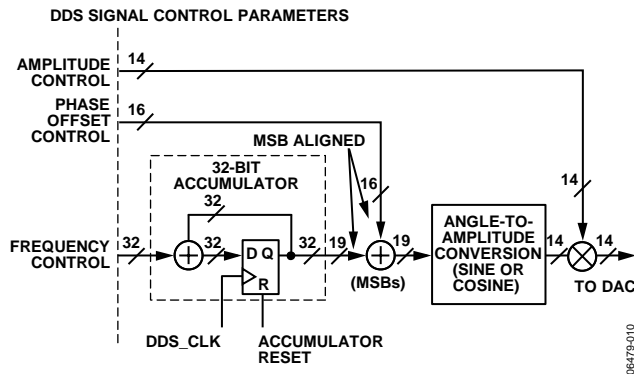 DDS SIGNAL CONTROL PARAMETERS
AMPLITUDE
CONTROL
14
PHASE
OFFSET
CONTROL
16
MSB ALIGNED
32-BIT
ACCUMULATOR
32
16
14
FREQUENCY
CONTROL
32
32
D Q
R
32
19
19
(MSBs)
ANGLE-TO-
AMPLITUDE
CONVERSION
(SINE OR
COSINE)
14
14
TO DAC
DDS_CLK
ACCUMULATOR
RESET
06479-010